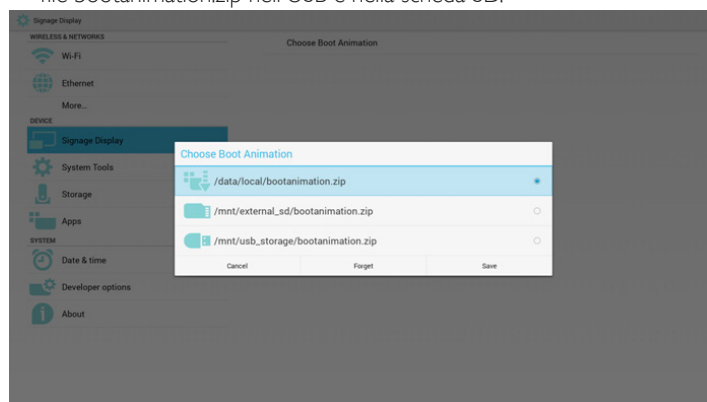 file bootanimation.zip nell'USB e nella scheda SD.
Signage Display
WIRELESS & NETWORKS
Choose Boot Animation
Wi-Fi
Ethernet
More...
DEVICE
Signage Display
Choose Boot Animation
System Tools
/data/local/bootanimation.zip
Storage
/mnt/external_sd/bootanimation.zip
Apps
SYSTEM
/mnt/usb_storage/bootanimation.zip
Date & time
Cancel
Forget
Save
Developer options
About